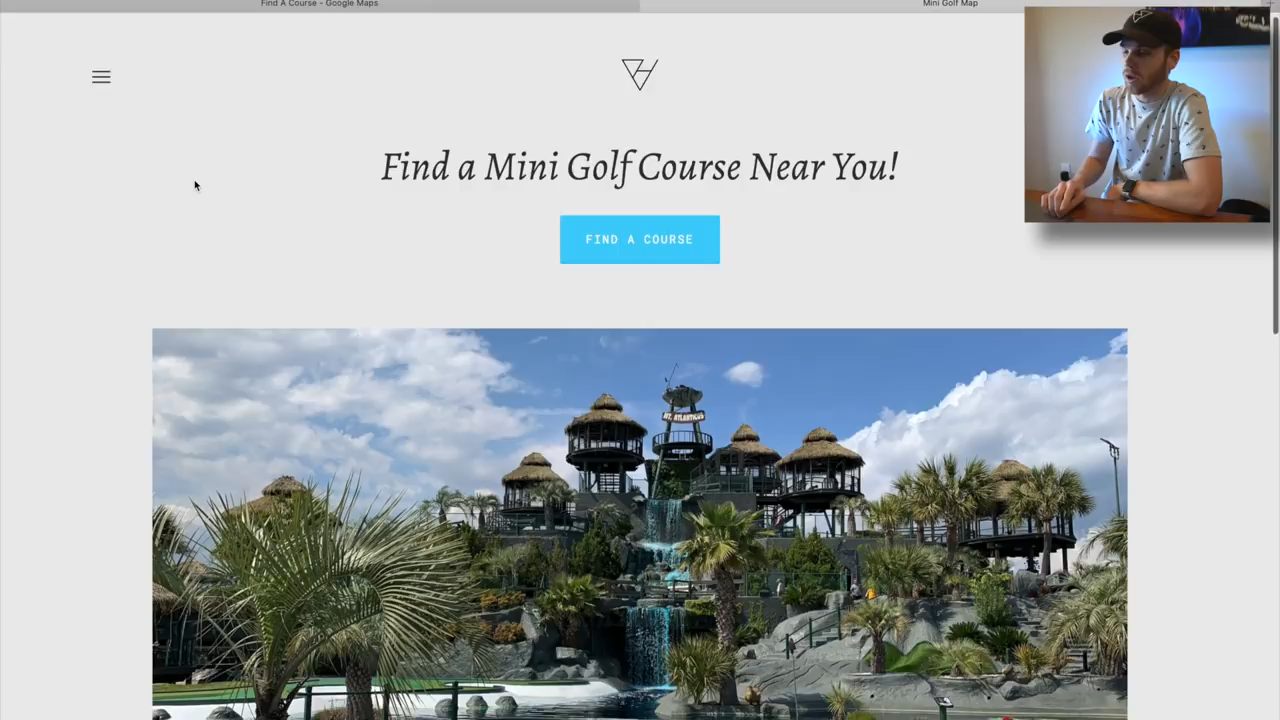 Find A Course - Google Maps
Mini Golf Map
Find a Mini Golf Course Near You!
FIND A COURSE
MT. ATLANTICUS